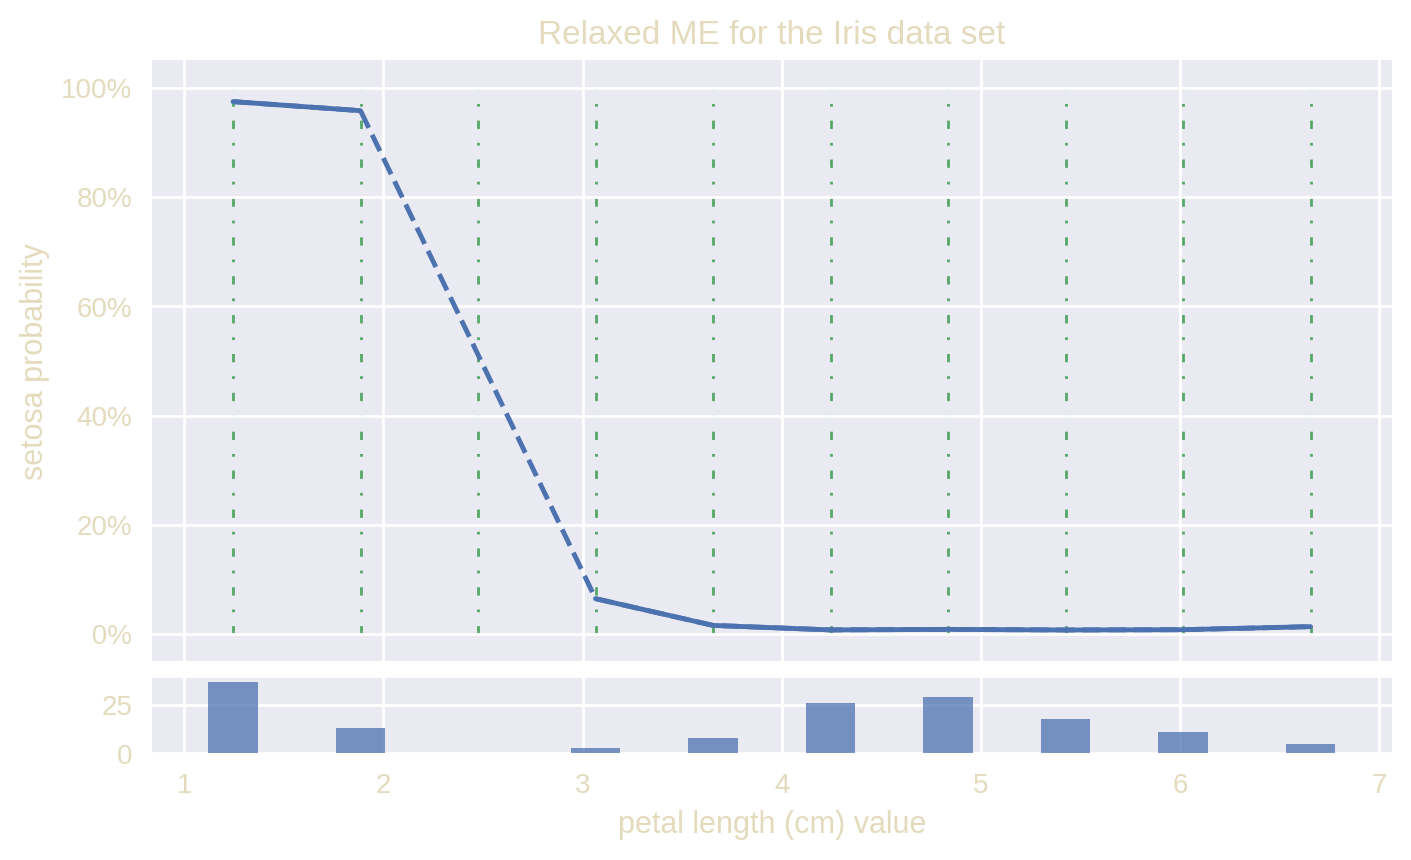 Relaxed ME for the Iris data set
100%
80%
60%
40%
20%
0%
setosa probability
25
0
1 2 3 4 5 6 7
petal length (cm) value